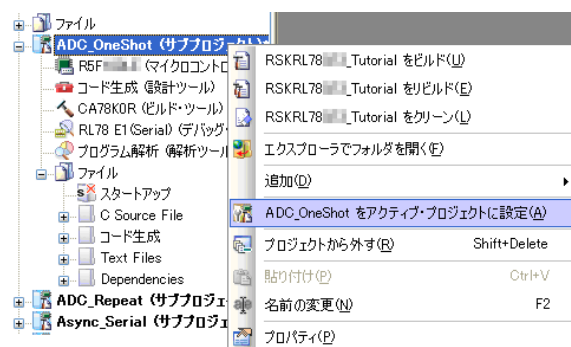 ファイル
ADC_OneShot (サブプロジェクト)*
R5F (マイクロコントロ
コード生成 (設計ツール)
CA78K0R (ビルド・ツール)
RL78 E1(Serial) (デバッグ・
プログラム解析 (解析ツール
ファイル
スタートアップ
C Source File
コード生成
Text Files
Dependencies
ADC_Repeat (サブプロジェ
Async_Serial (サブプロジェ
RSKRL78 _Tutorial をビルド(U)
RSKRL78 _Tutorial をリビルド(E)
RSKRL78 _Tutorial をクリーン(L)
エクスプローラでフォルダを開く(F)
追加(D)
ADC_OneShot をアクティブ・プロジェクトに設定(A)
プロジェクトから外す(R) Shift+Delete
貼り付け(P) Ctrl+V
名前の変更(N) F2
プロパティ(P)